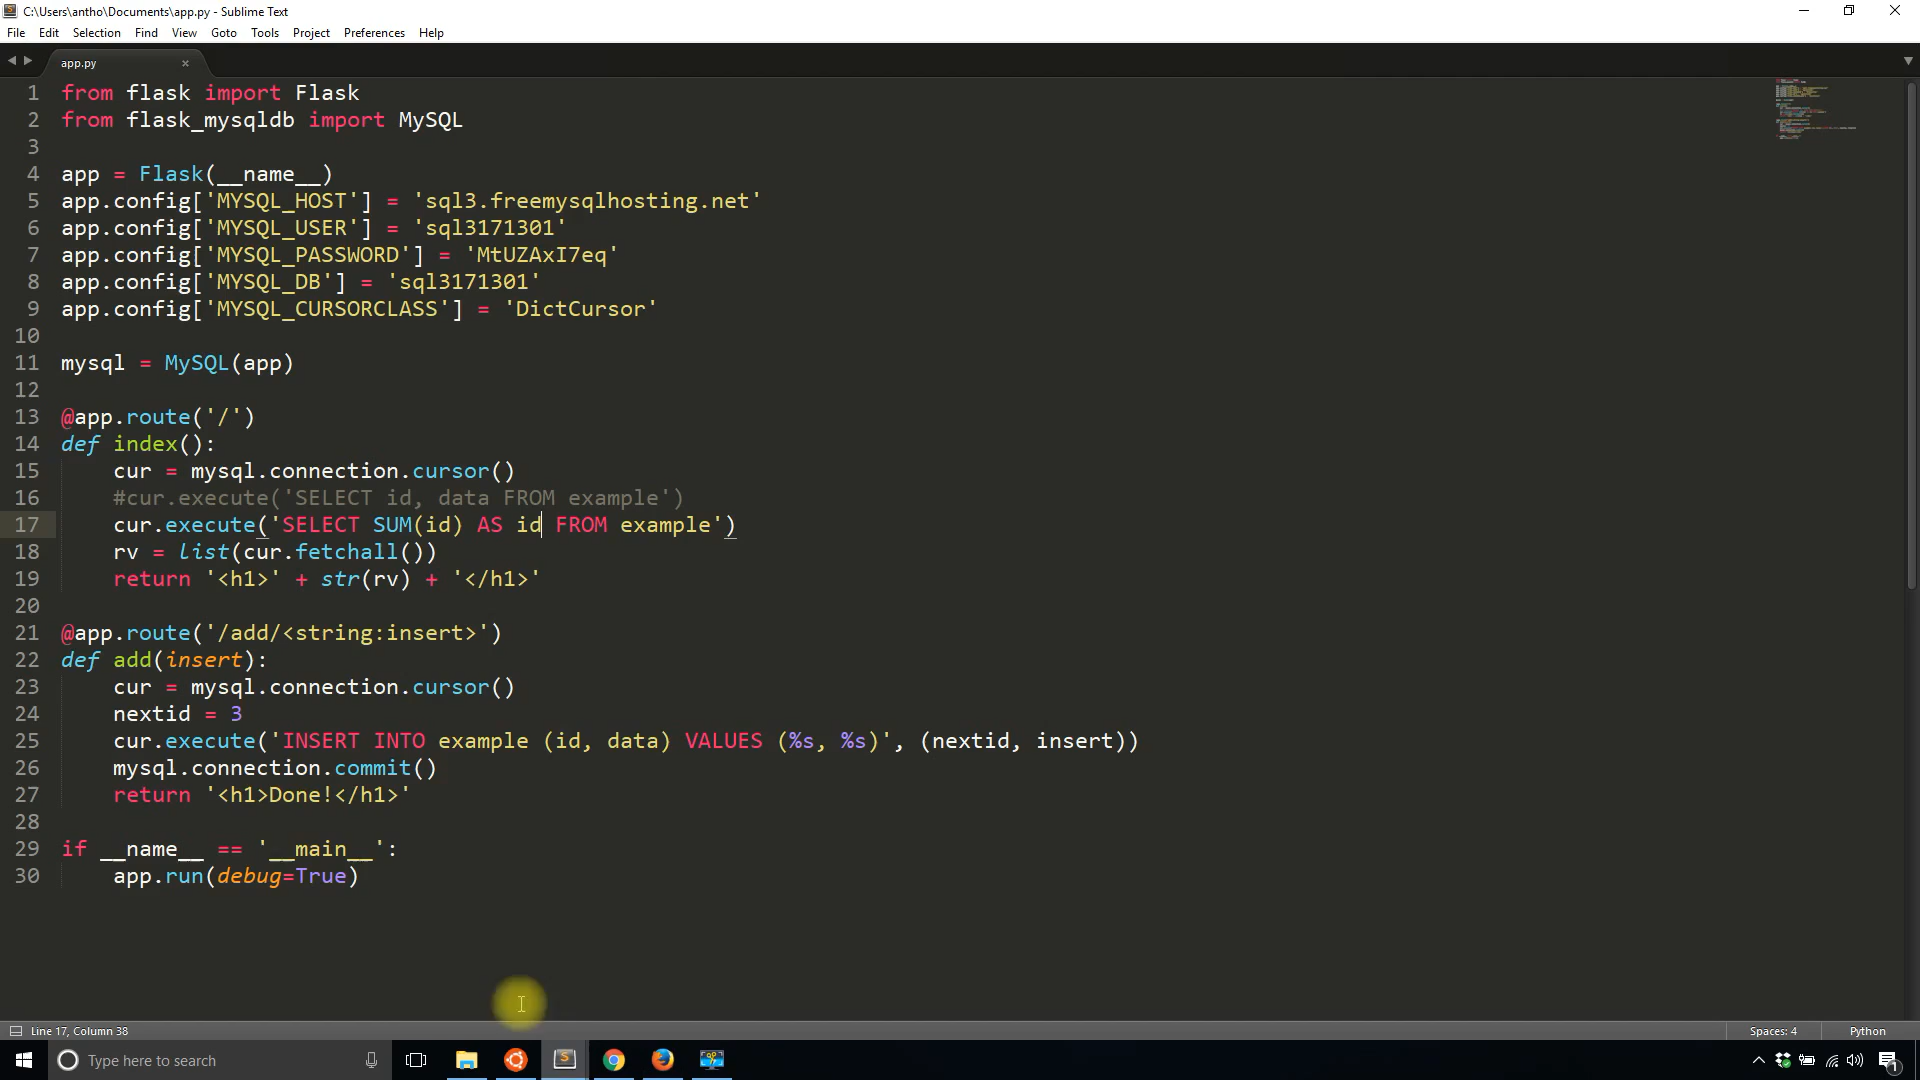 C:\Users\antho\Documents\app.py - Sublime Text
File Edit Selection Find View Goto Tools Project Preferences Help
app.py
1 from flask import Flask
2 from flask_mysqldb import MySQL
3
4 app = Flask(__name__)
5 app.config['MYSQL_HOST'] = 'sql3.freemysqlhosting.net'
6 app.config['MYSQL_USER'] = 'sql3171301'
7 app.config['MYSQL_PASSWORD'] = 'MtUZAxI7eq'
8 app.config['MYSQL_DB'] = 'sql3171301'
9 app.config['MYSQL_CURSORCLASS'] = 'DictCursor'
10
11 mysql = MySQL(app)
12
13 @app.route('/')
14 def index():
15     cur = mysql.connection.cursor()
16     #cur.execute('SELECT id, data FROM example')
17     cur.execute('SELECT SUM(id) AS id FROM example')
18     rv = list(cur.fetchall())
19     return '<h1>' + str(rv) + '</h1>'
20
21 @app.route('/add/<string:insert>')
22 def add(insert):
23     cur = mysql.connection.cursor()
24     nextid = 3
25     cur.execute('INSERT INTO example (id, data) VALUES (%s, %s)', (nextid, insert))
26     mysql.connection.commit()
27     return '<h1>Done!</h1>'
28
29 if __name__ == '__main__':
30     app.run(debug=True)
Line 17, Column 38 Spaces: 4 Python
Type here to search